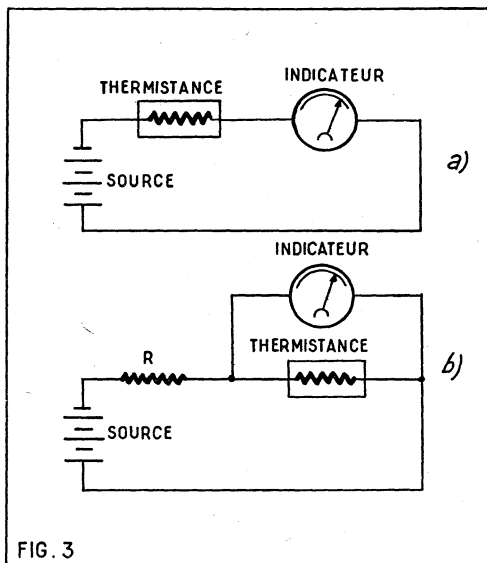 INDICATEUR
THERMISTANCE
SOURCE
a)
INDICATEUR
THERMISTANCE
R
b)
SOURCE
FIG. 3